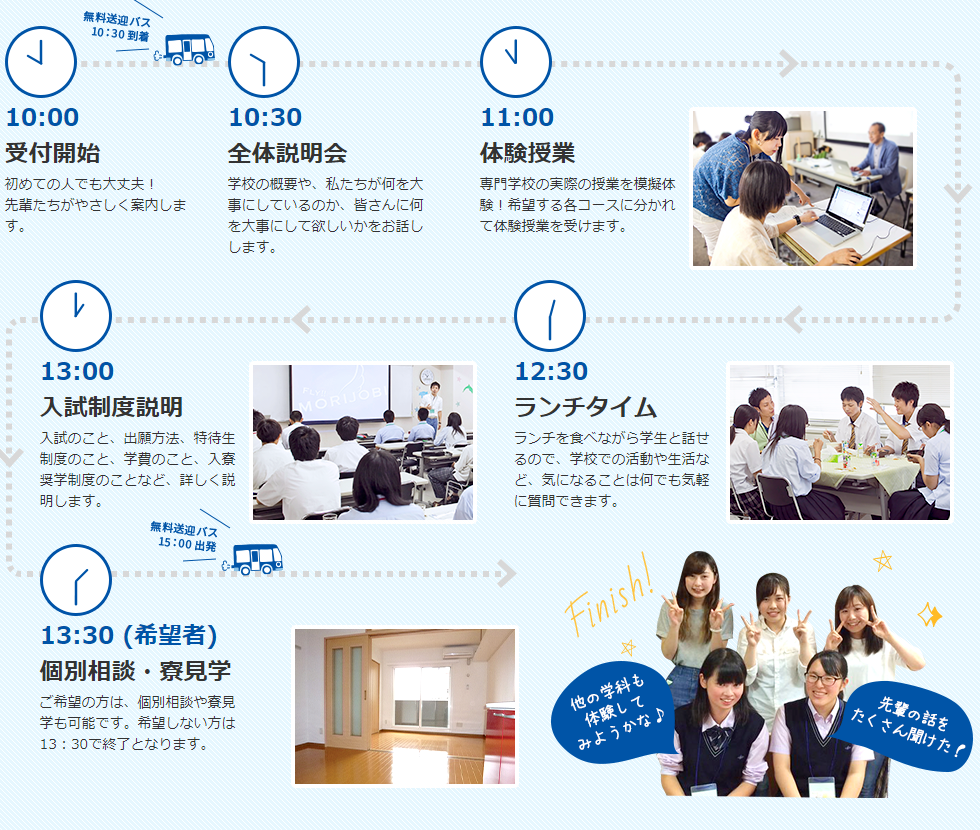 無料送迎バス
10：30 到着
10:00
受付開始
初めての人でも大丈夫！
先輩たちがやさしく案内しま
す。
10:30
全体説明会
学校の概要や、私たちが何を大
事にしているのか、皆さんに何
を大事にして欲しいかをお話し
します。
11:00
体験授業
専門学校の実際の授業を模擬体
験！希望する各コースに分かれ
て体験授業を受けます。
12:30
ランチタイム
ランチを食べながら学生と話せ
るので、学校での活動や生活な
ど、気になることは何でも気軽
に質問できます。
13:00
入試制度説明
入試のこと、出願方法、特待生
制度のこと、学費のこと、入寮
奨学制度のことなど、詳しく説
明します。
MORIJOBI
無料送迎バス
15：00 出発
13:30 (希望者)
個別相談・寮見学
ご希望の方は、個別相談や寮見
学も可能です。希望しない方は
13：30で終了となります。
Finish!
他の学科も
体験して
みようかな♪
先輩の話を
たくさん聞けた！